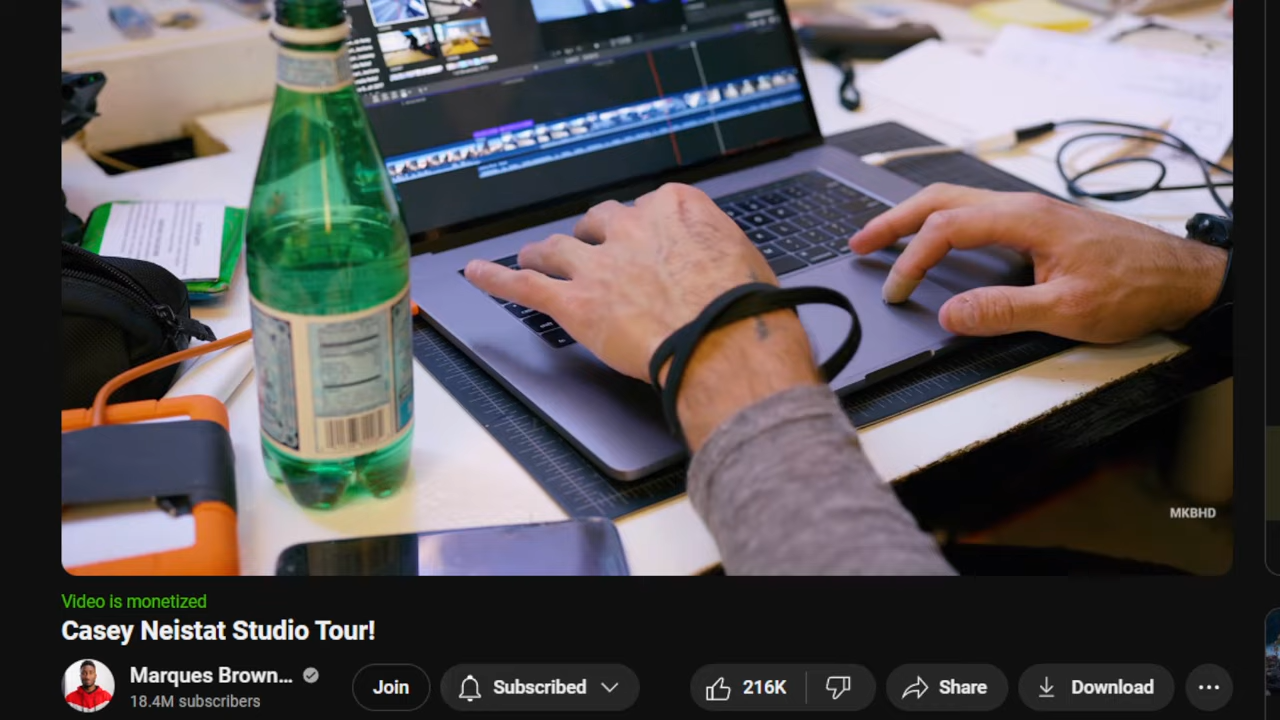 MKBHD
Video is monetized
Casey Neistat Studio Tour!
Marques Brown...
18.4M subscribers
Join
Subscribed
216K
Share
Download